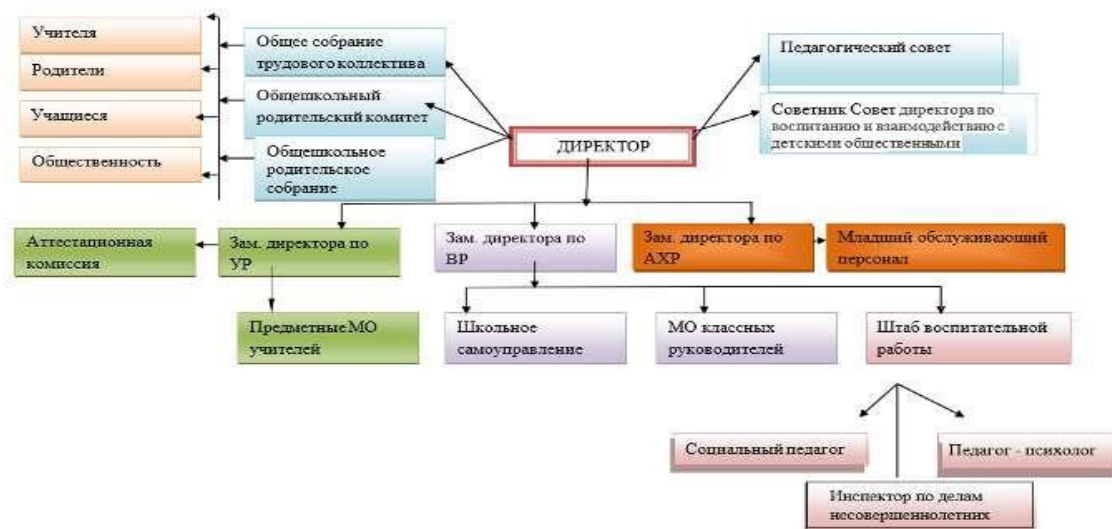 Учителя
Родители
Учащиеся
Общественность
Общее собрание
трудового коллектива
Общешкольный
родительский комитет
Общешкольное
родительское
собрание
ДИРЕКТОР
Педагогический совет
Советник Совет директора по
воспитанию и взаимодействию с
детскими общественными
Аттестационная
комиссия
Зам. директора по
УР
Зам. директора по
ВР
Зам. директора по
АХР
Младший обслуживающий
персонал
Предметные МО
учителей
Школьное
самоуправление
МО классных
руководителей
Штаб воспитательной
работы
Социальный педагог
Педагог - психолог
Инспектор по делам
несовершеннолетних